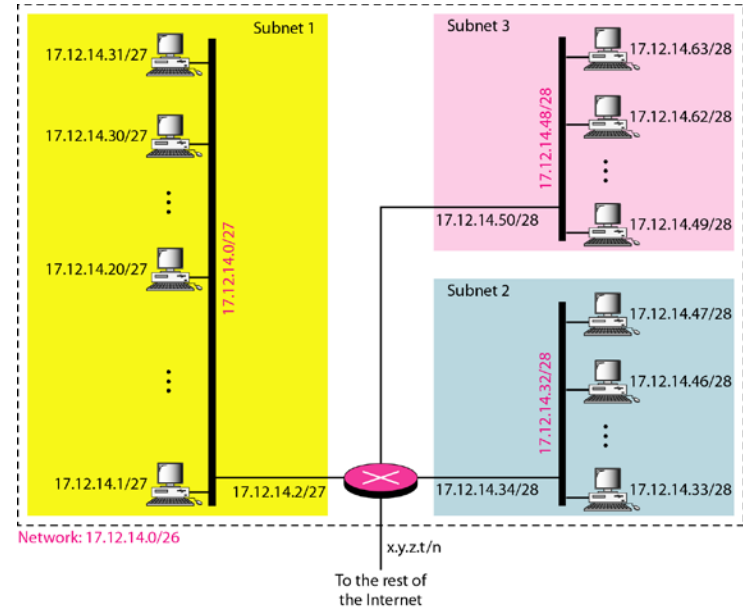 Subnet 1
17.12.14.31/27
17.12.14.30/27
17.12.14.20/27
17.12.14.0/27
17.12.14.1/27
17.12.14.2/27
Subnet 3
17.12.14.63/28
17.12.14.48/28
17.12.14.62/28
17.12.14.50/28
17.12.14.49/28
Subnet 2
17.12.14.47/28
17.12.14.32/28
17.12.14.46/28
17.12.14.34/28
17.12.14.33/28
Network: 17.12.14.0/26
x.y.z.t/n
To the rest of
the Internet